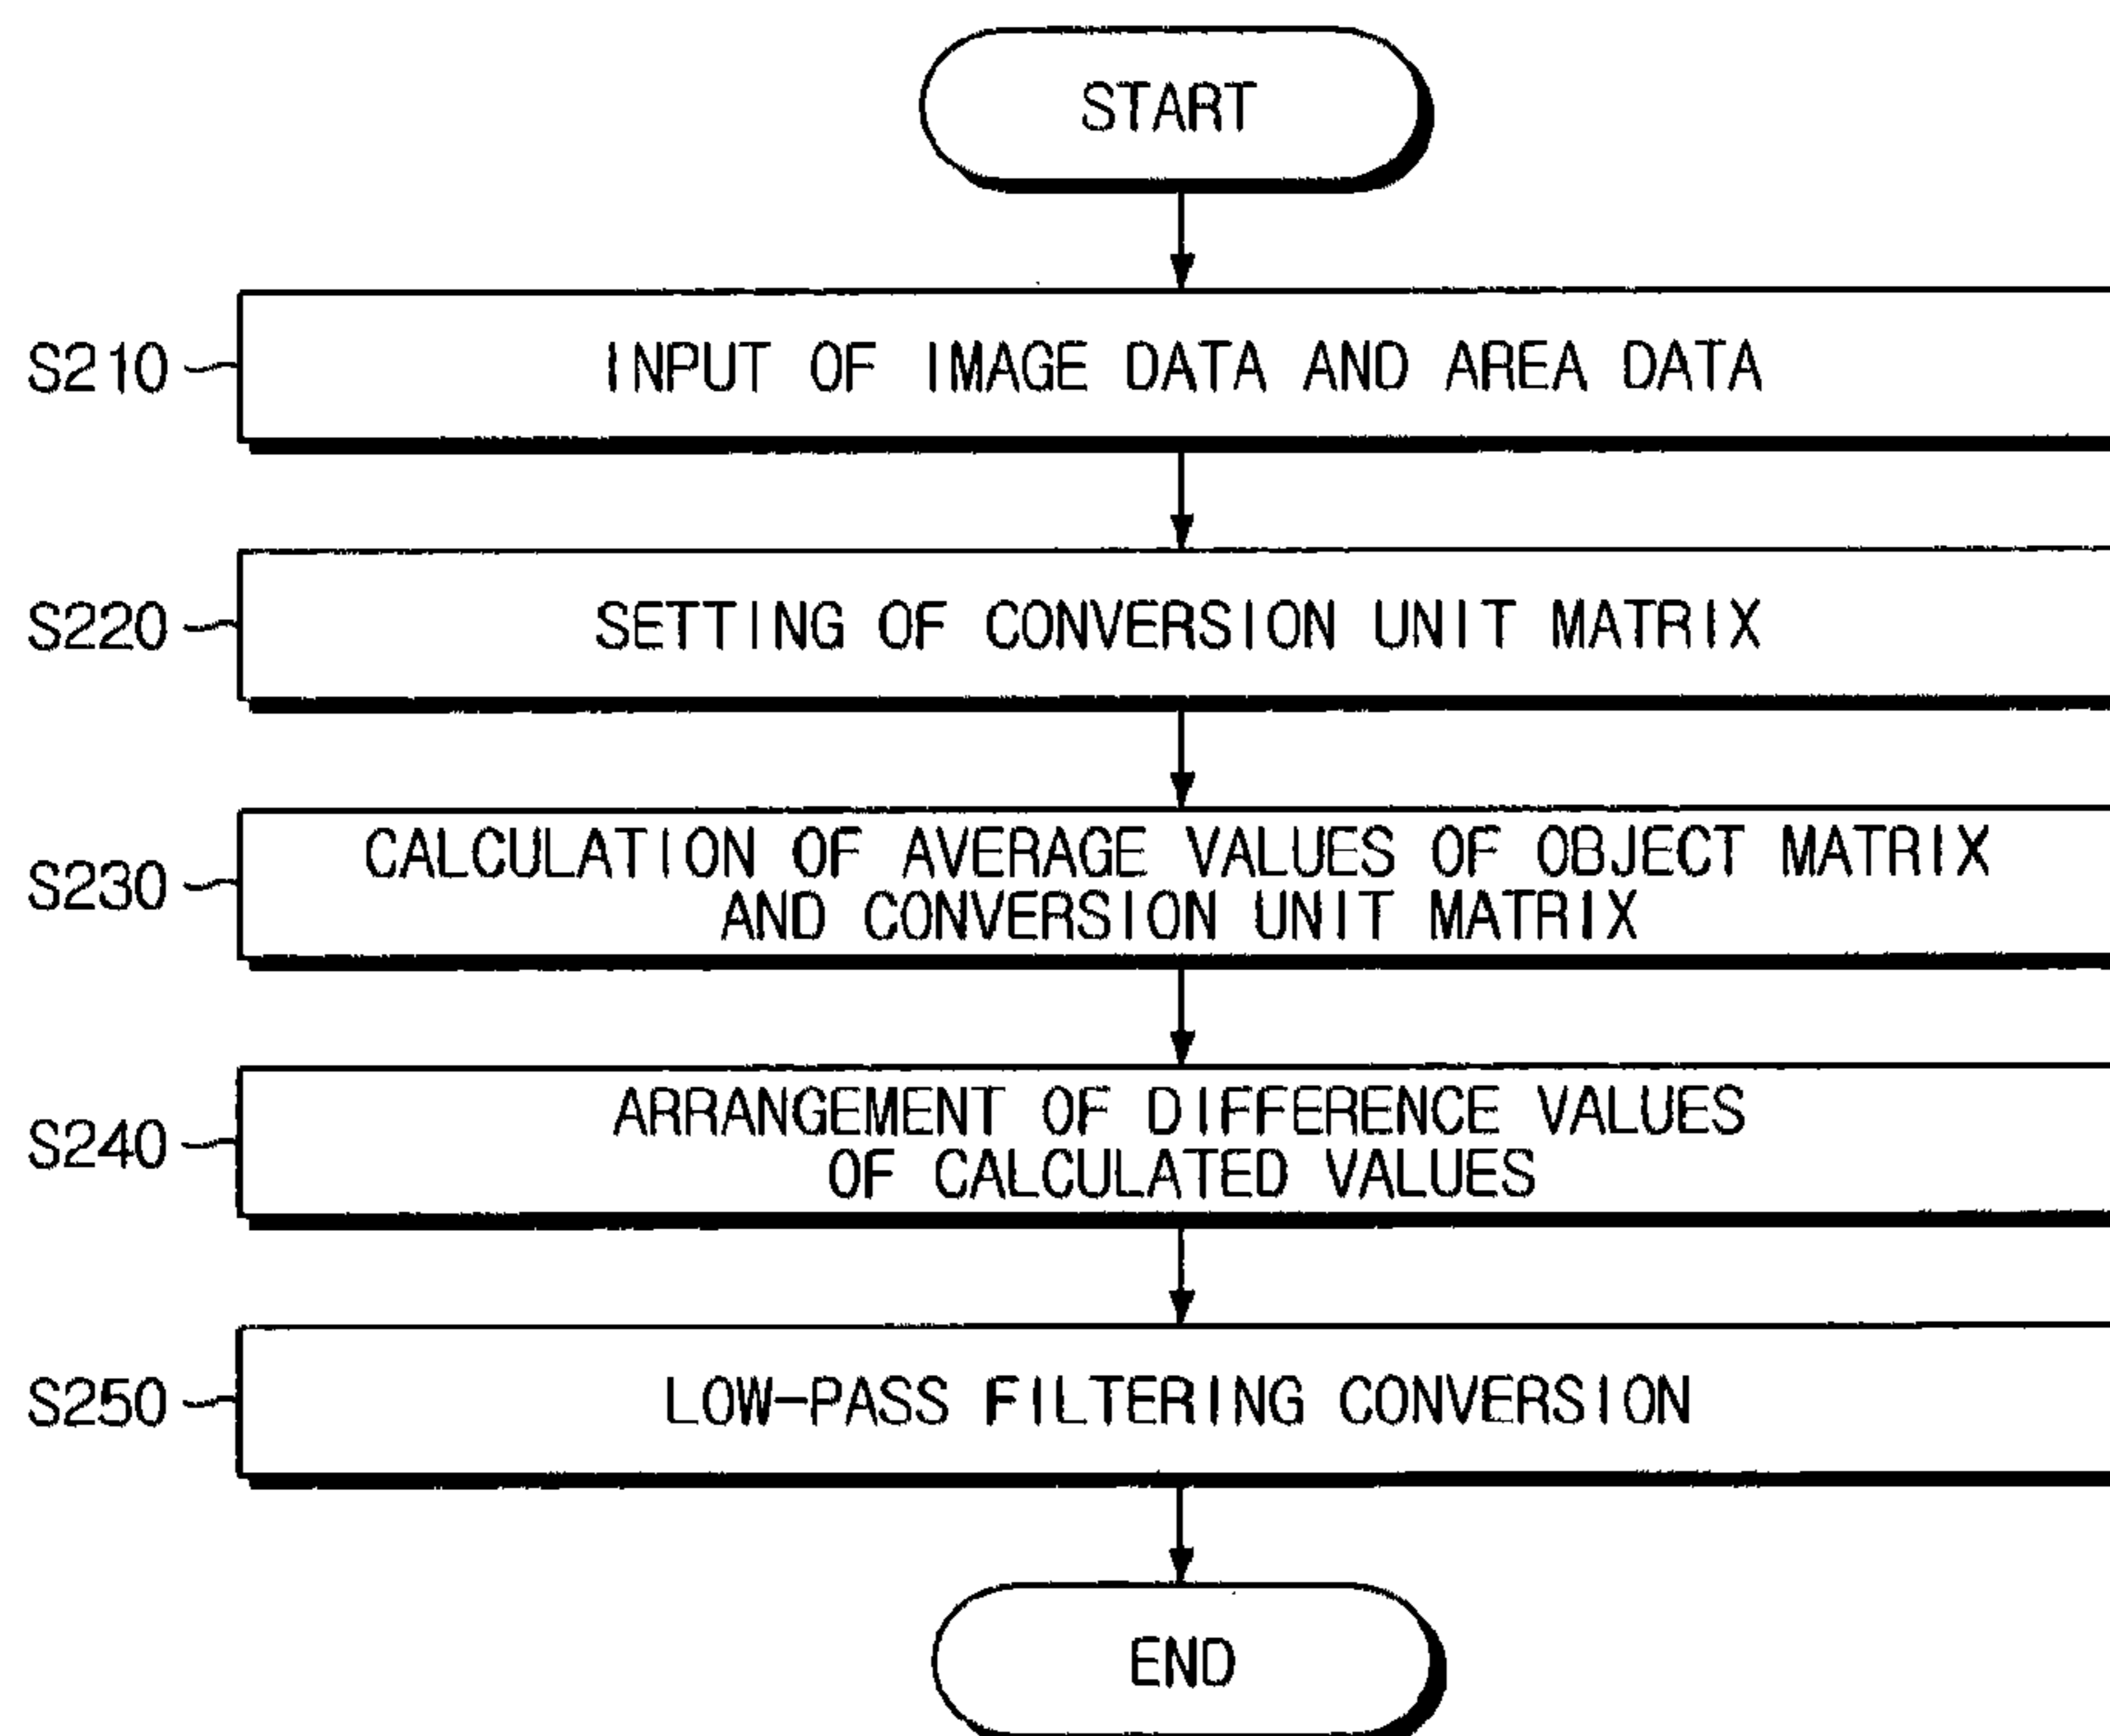 START
S210
INPUT OF IMAGE DATA AND AREA DATA
S220
SETTING OF CONVERSION UNIT MATRIX
S230
CALCULATION OF AVERAGE VALUES OF OBJECT MATRIX
AND CONVERSION UNIT MATRIX
S240
ARRANGEMENT OF DIFFERENCE VALUES
OF CALCULATED VALUES
S250
LOW-PASS FILTERING CONVERSION
END